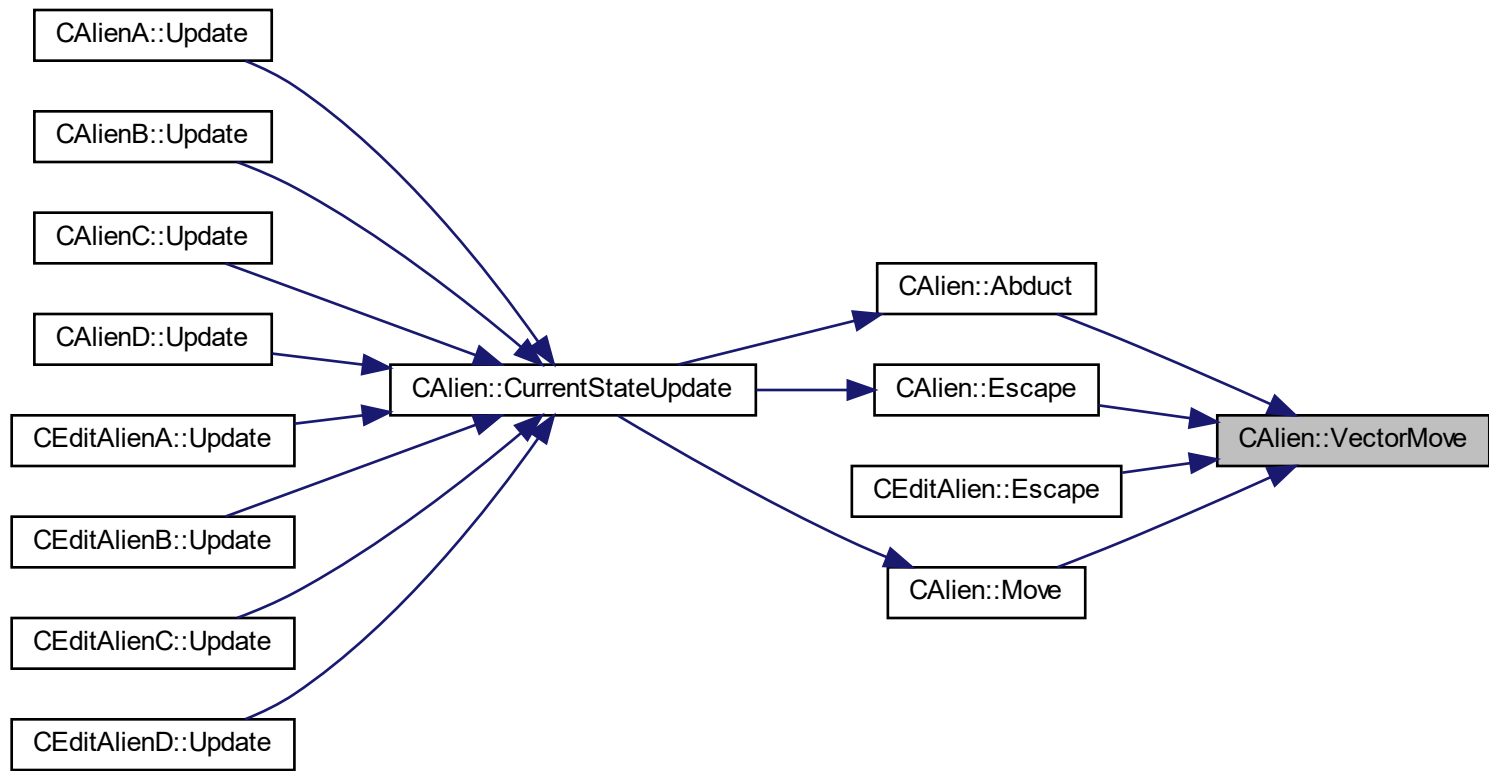 CAlienA::Update
CAlienB::Update
CAlienC::Update
CAlienD::Update
CEditAlienA::Update
CEditAlienB::Update
CEditAlienC::Update
CEditAlienD::Update
CAlien::CurrentStateUpdate
CAlien::Abduct
CAlien::Escape
CEditAlien::Escape
CAlien::Move
CAlien::VectorMove